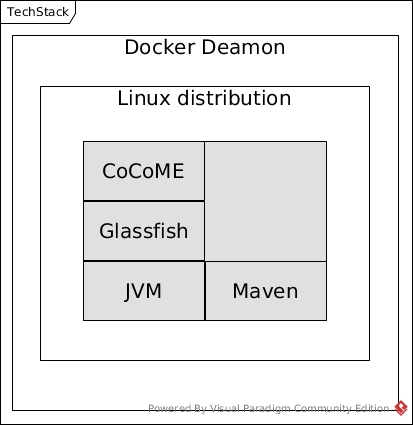 TechStack
Docker Deamon
Linux distribution
CoCoME
Glassfish
JVM
Maven
Powered By Visual Paradigm Community Edition